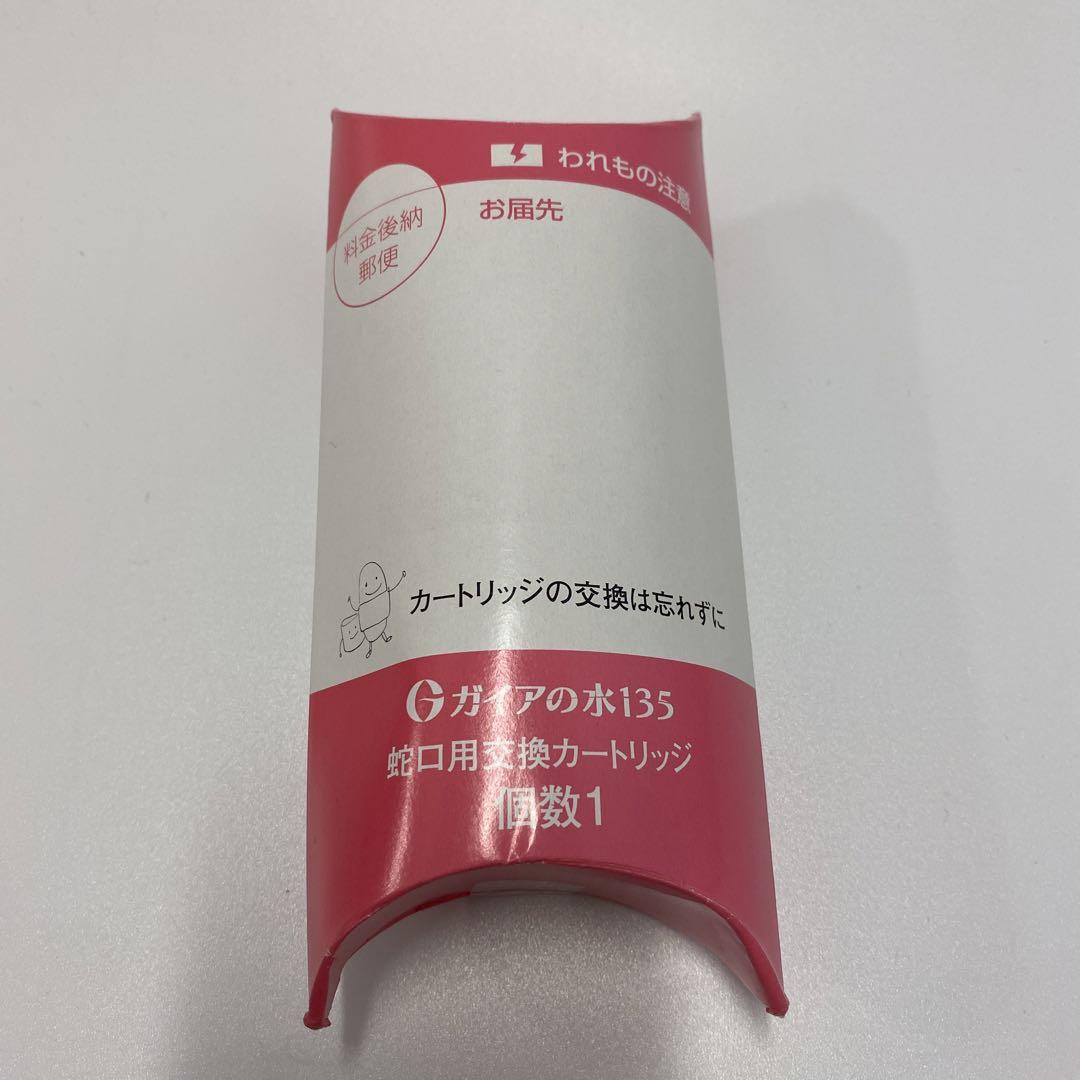 われもの注意
お届先
料金後納
郵便
カートリッジの交換は忘れずに
ガイアの水135
蛇口用交換カートリッジ
個数1